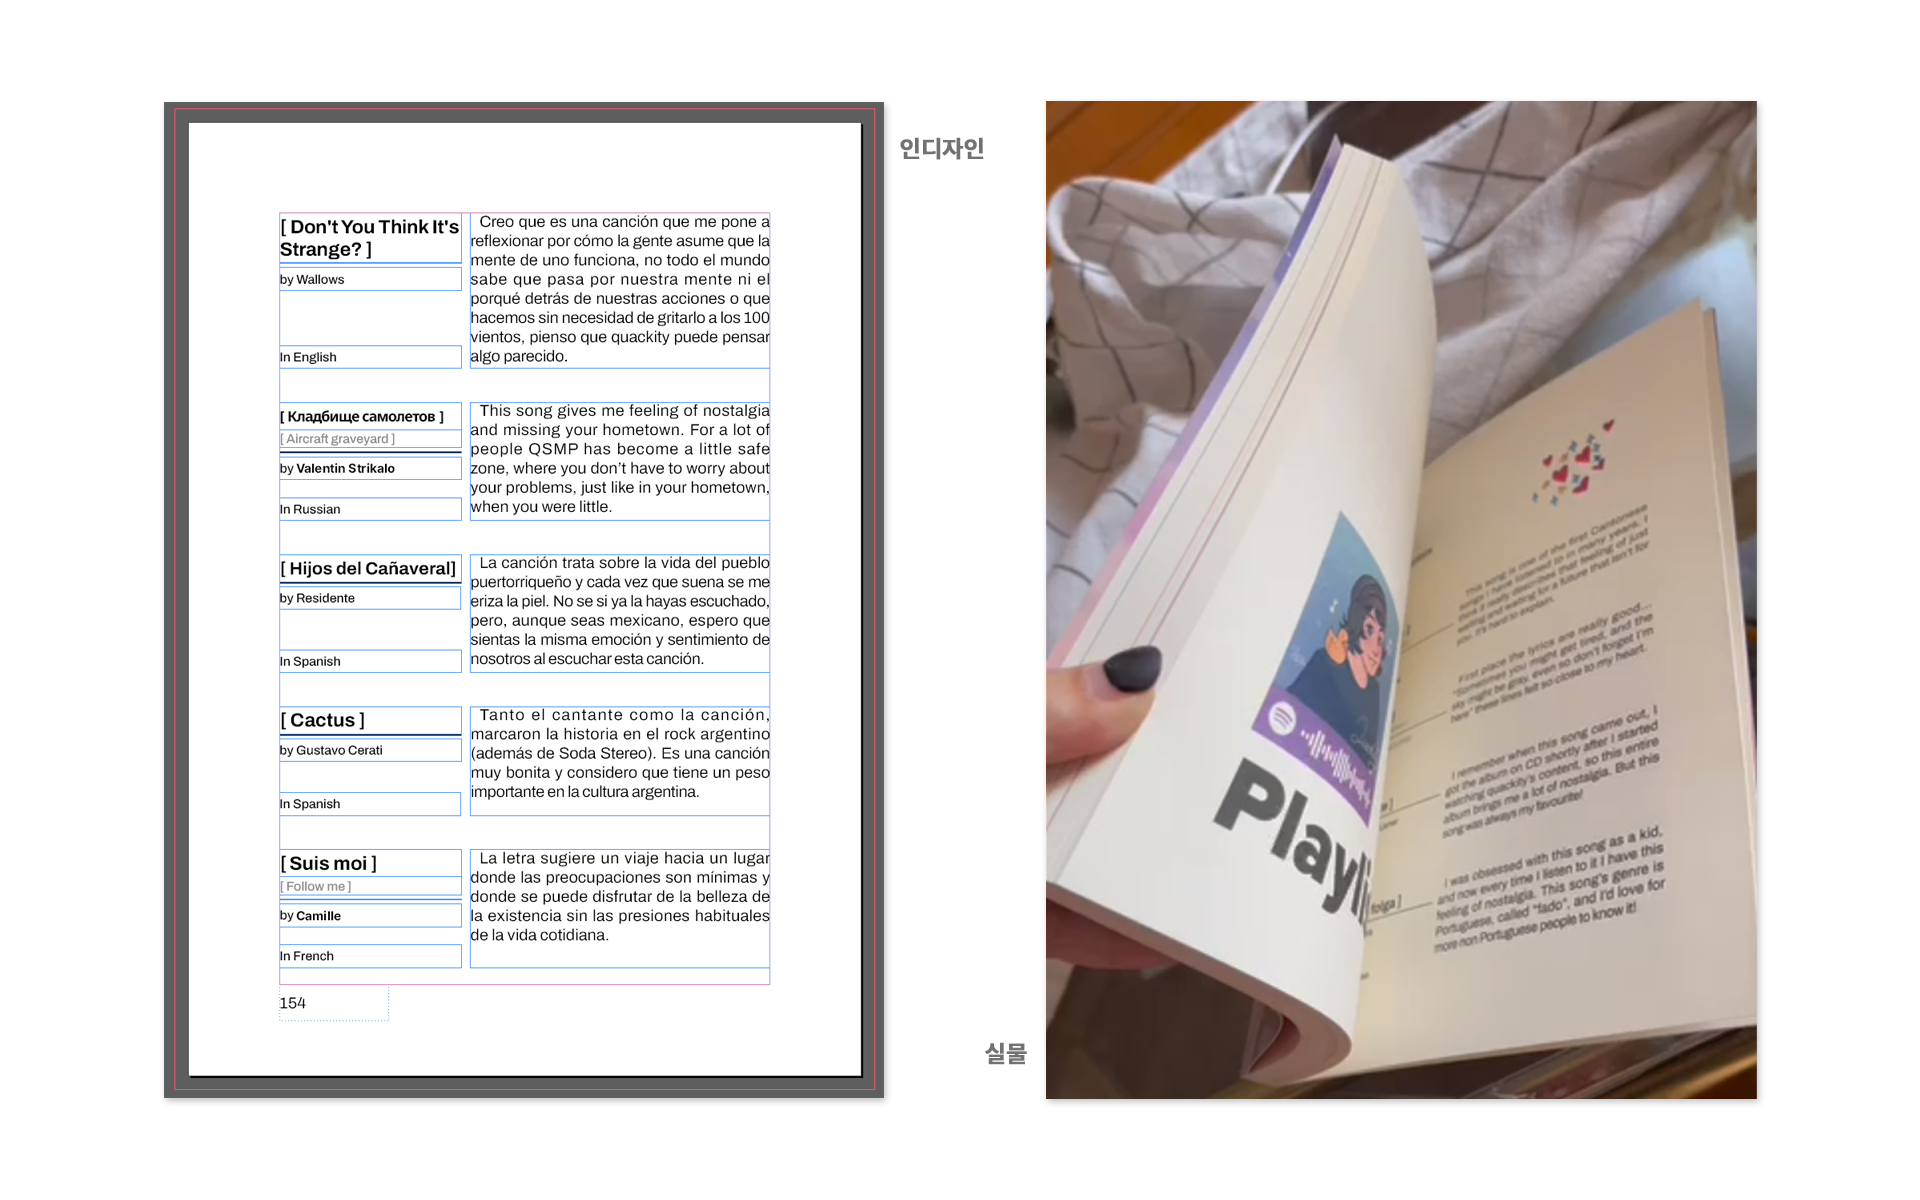 인디자인
[ Don't You Think It's
Strange? ]
by Wallows
In English
Creo que es una canción que me pone a
reflexionar por cómo la gente asume que la
mente de uno funciona, no todo el mundo
sabe que pasa por nuestra mente ni el
porqué detrás de nuestras acciones o que
hacemos sin necesidad de gritarlo a los 100
vientos, pienso que quackity puede pensar
algo parecido.
[ Кладбище самолетов ]
[ Aircraft graveyard ]
by Valentin Strikalo
In Russian
This song gives me feeling of nostalgia
and missing your hometown. For a lot of
people QSMP has become a little safe
zone, where you don’t have to worry about
your problems, just like in your hometown,
when you were little.
[ Hijos del Cañaveral]
by Residente
In Spanish
La canción trata sobre la vida del pueblo
puertorriqueño y cada vez que suena se me
eriza la piel. No se si ya la hayas escuchado,
pero, aunque seas mexicano, espero que
sientas la misma emoción y sentimiento de
nosotros al escuchar esta canción.
[ Cactus ]
by Gustavo Cerati
In Spanish
Tanto el cantante como la canción,
marcaron la historia en el rock argentino
(además de Soda Stereo). Es una canción
muy bonita y considero que tiene un peso
importante en la cultura argentina.
[ Suis moi ]
[ Follow me ]
by Camille
In French
La letra sugiere un viaje hacia un lugar
donde las preocupaciones son mínimas y
donde se puede disfrutar de la belleza de
la existencia sin las presiones habituales
de la vida cotidiana.
154
실물
Playli
This song is one of the first Cantonese
songs I have listened to in many years. I
think it really describes that feeling of just
waiting and waiting for a future that isn't for
you. It's hard to explain.
First place the lyrics are really good...
"Sometimes you might get tired, and the
sky might be gray, even so don't forget I'm
here" these lines felt so close to my heart.
I remember when this song came out, I
got the album on CD shortly after I started
watching quackity's content, so this entire
album brings me a lot of nostalgia. But this
song was always my favourite!
folga ]
I was obsessed with this song as a kid,
and now every time I listen to it I have this
feeling of nostalgia. This song's genre is
Portuguese, called "fado", and I'd love for
more non Portuguese people to know it!